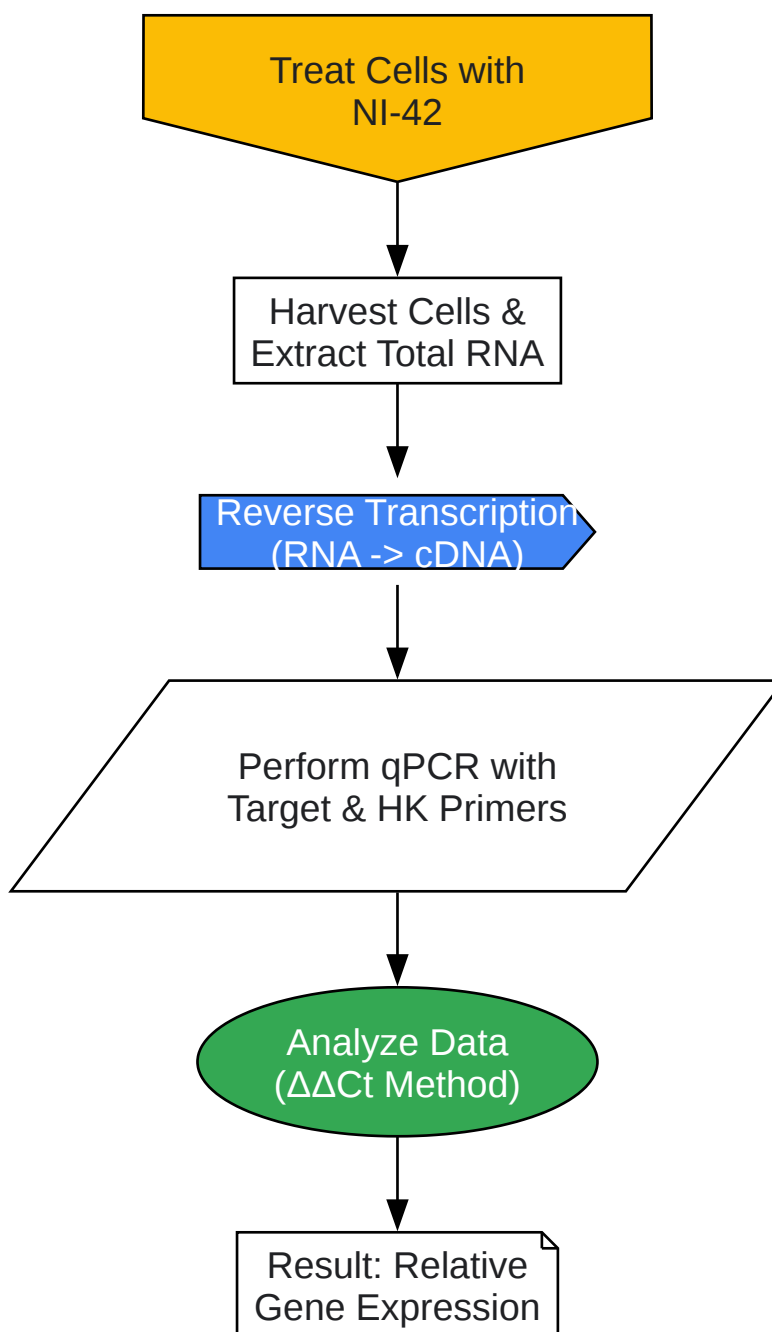 Treat Cells with
NI-42
Harvest Cells &
Extract Total RNA
Reverse Transcription
(RNA -> cDNA)
Perform qPCR with
Target & HK Primers
Analyze Data
(ΔΔCt Method)
Result: Relative
Gene Expression